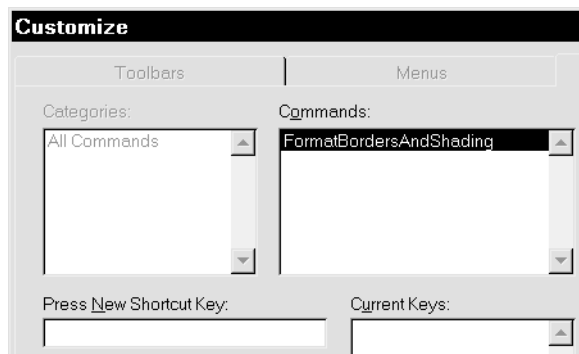 Customize
Toolbars Menus
Categories: Commands:
All Commands FormatBordersAndShading
Press New Shortcut Key: Current Keys: